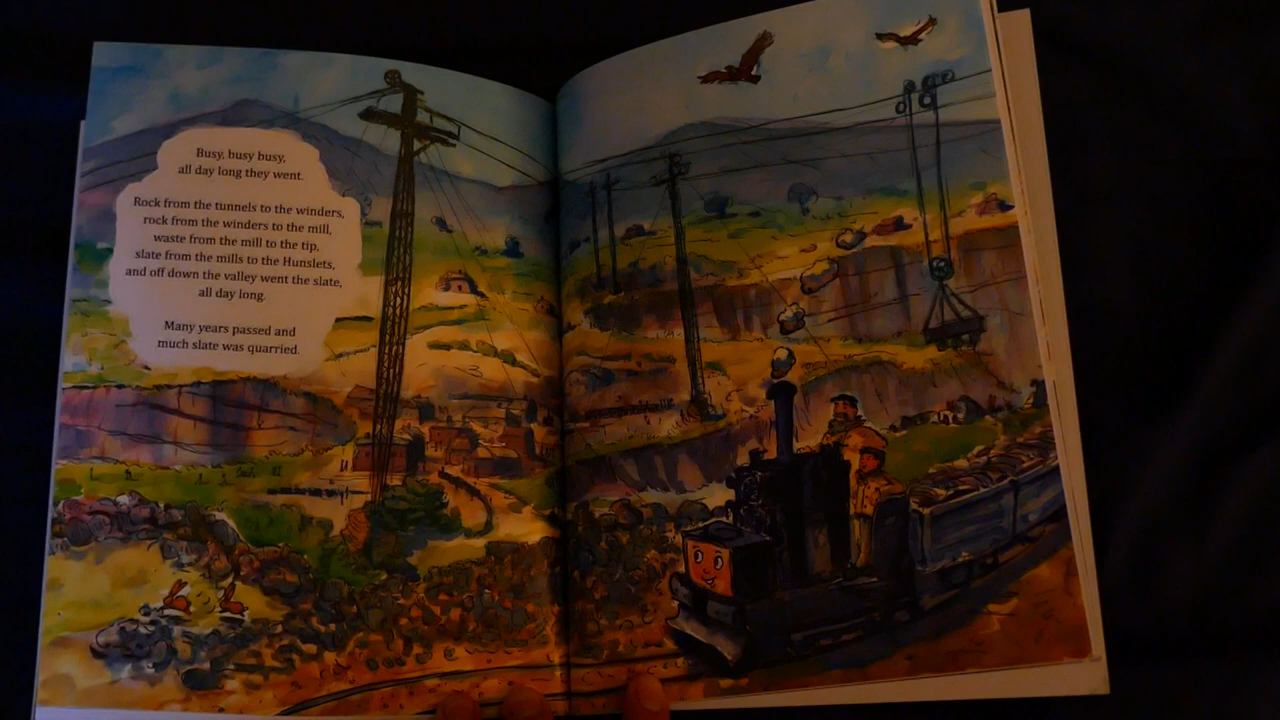 Busy, busy busy,
all day long they went.
Rock from the tunnels to the winders,
rock from the winders to the mill,
waste from the mill to the tip,
slate from the mills to the Hunslets,
and off down the valley went the slate,
all day long.
Many years passed and
much slate was quarried.